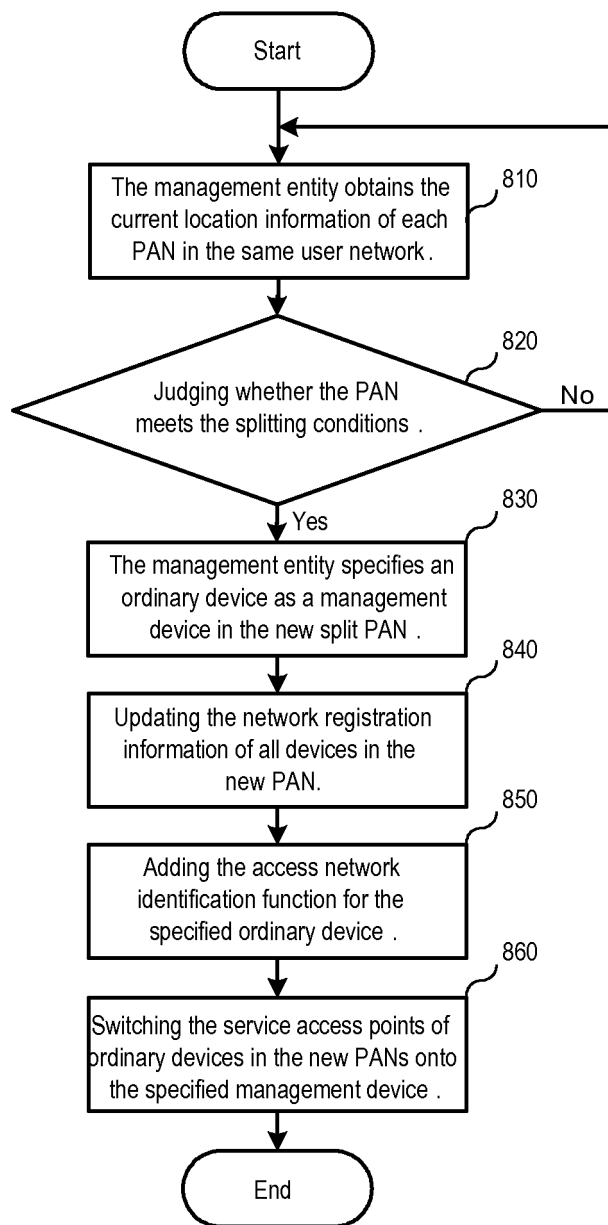 Start
The management entity obtains the
current location information of each
PAN in the same user network .
810
Judging whether the PAN
meets the splitting conditions .
820
No
Yes
The management entity specifies an
ordinary device as a management
device in the new split PAN .
830
Updating the network registration
information of all devices in the
new PAN.
840
Adding the access network
identification function for the
specified ordinary device .
850
Switching the service access points of
ordinary devices in the new PANs onto
the specified management device .
860
End